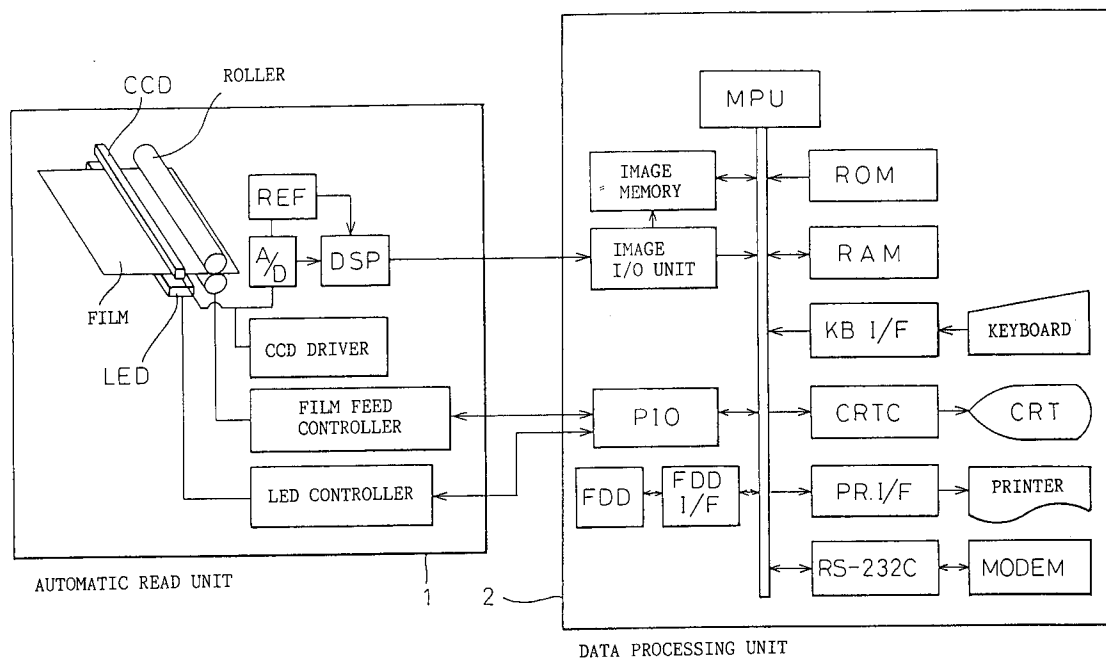 CCD
ROLLER
REF
A/D
DSP
FILM
LED
CCD DRIVER
FILM FEED
CONTROLLER
LED CONTROLLER
AUTOMATIC READ UNIT
1
MPU
IMAGE
MEMORY
IMAGE
I/O UNIT
ROM
RAM
KB I/F
KEYBOARD
PIO
CRTC
CRT
FDD
FDD
I/F
PR.I/F
PRINTER
RS-232C
MODEM
2
DATA PROCESSING UNIT